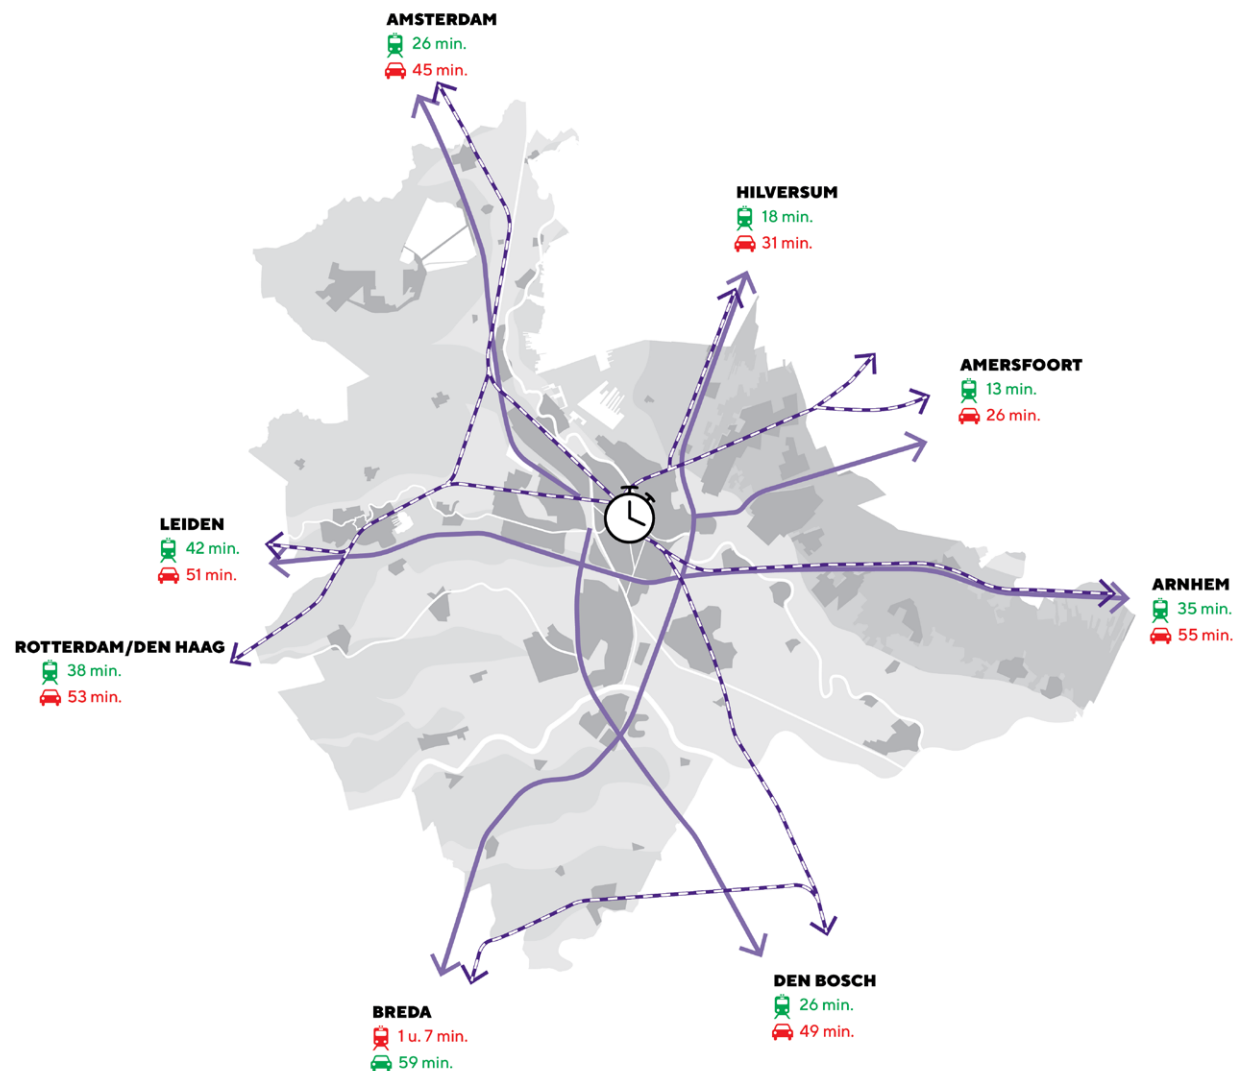 AMSTERDAM
26 min.
45 min.
HILVERSUM
18 min.
31 min.
AMERSFOORT
13 min.
26 min.
LEIDEN
42 min.
51 min.
ARNHEM
35 min.
55 min.
ROTTERDAM/DEN HAAG
38 min.
53 min.
DEN BOSCH
26 min.
49 min.
BREDA
1 u. 7 min.
59 min.